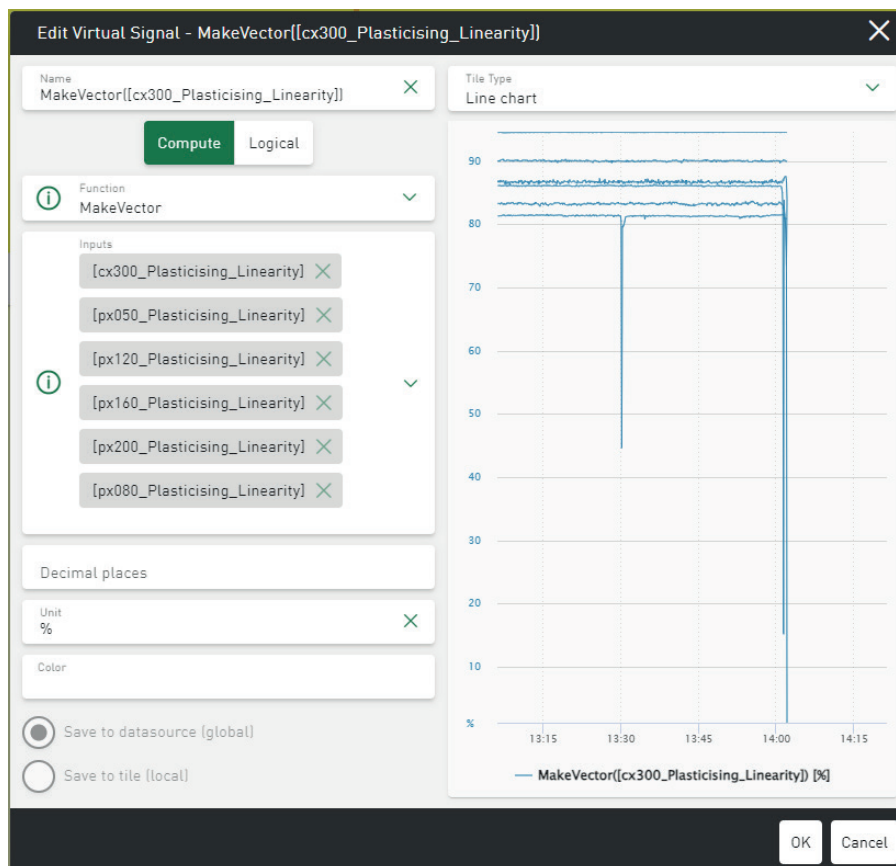 Edit Virtual Signal - MakeVector([cx300_Plasticising_Linearity])
Name
MakeVector([cx300_Plasticising_Linearity])
Compute
Logical
Function
MakeVector
Inputs
[cx300_Plasticising_Linearity]
[px050_Plasticising_Linearity]
[px120_Plasticising_Linearity]
[px160_Plasticising_Linearity]
[px200_Plasticising_Linearity]
[px080_Plasticising_Linearity]
Decimal places
Unit
%
Color
Save to datasource (global)
Save to tile (local)
Tile Type
Line chart
90
80
70
60
50
40
30
20
10
%
13:15
13:30
13:45
14:00
14:15
MakeVector([cx300_Plasticising_Linearity]) [%]
OK
Cancel